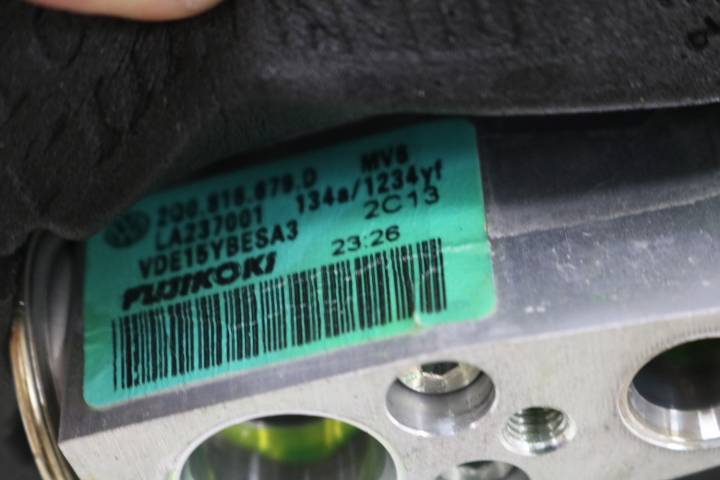 2Q0.816.679.D MV6
LA237001 134a/1234yf
VDE15YBESA3 2C13
FUJIKOKI 23:26